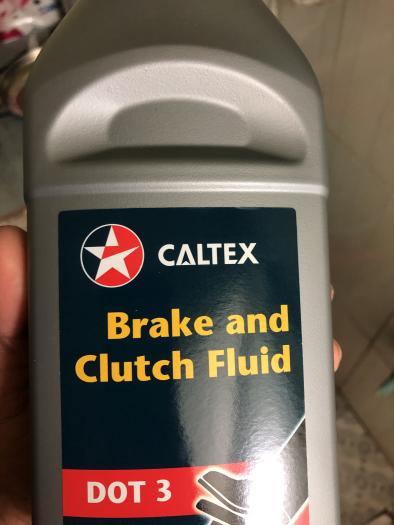 CALTEX
Brake and
Clutch Fluid
DOT 3